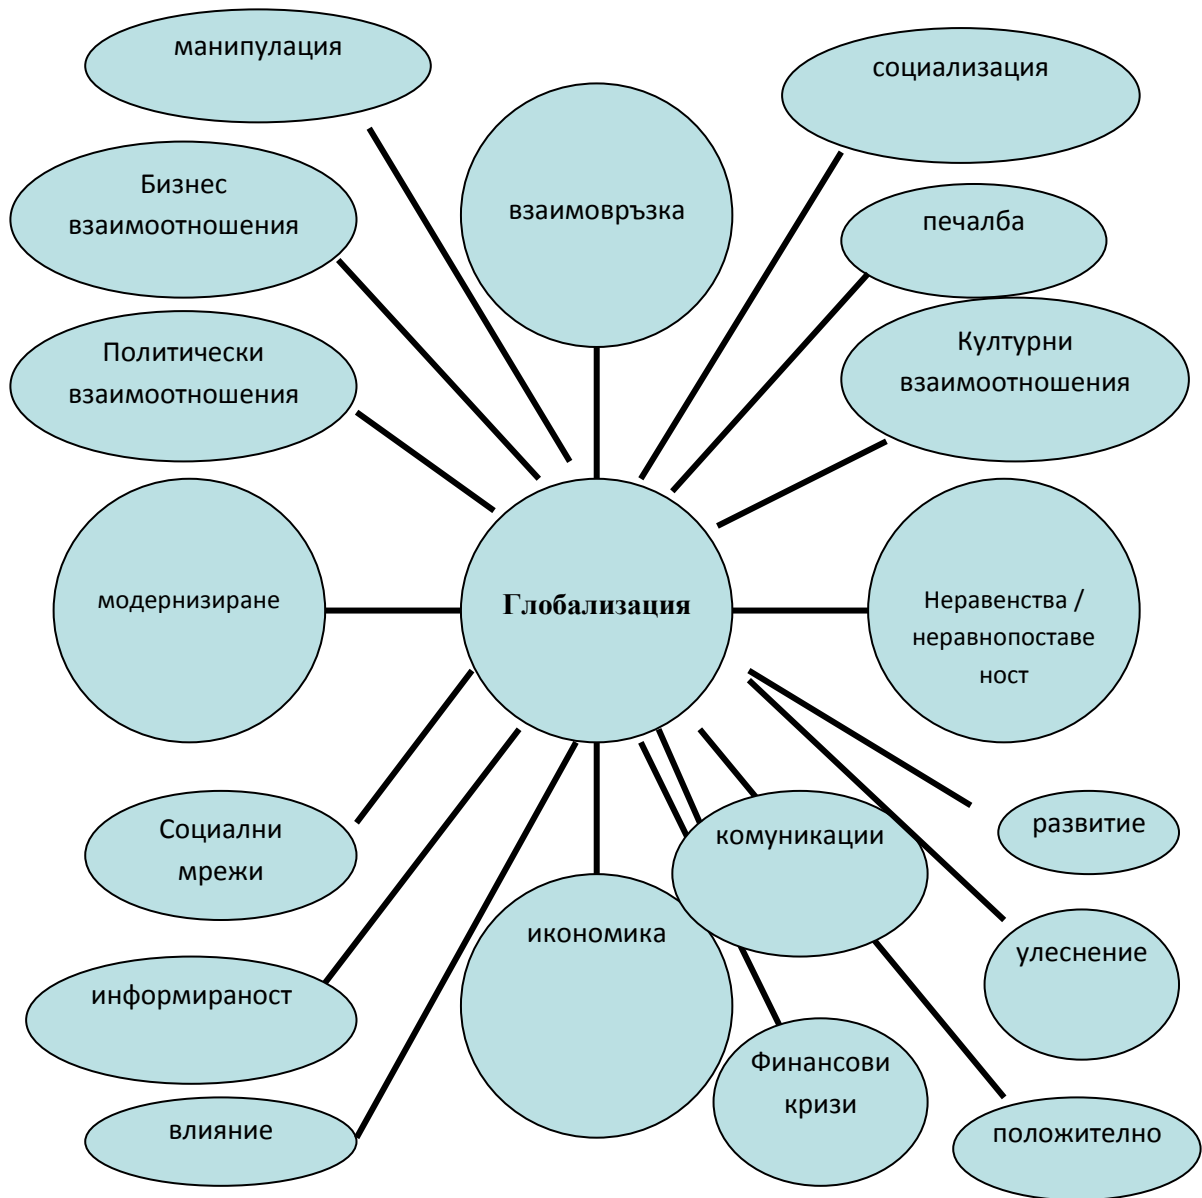 манипулация
социализация
Бизнес
взаимоотношения
взаимовръзка
печалба
Политически
взаимоотношения
Културни
взаимоотношения
модернизиране
Глобализация
Неравенства /
неравнопоставе
ност
Социални
мрежи
комуникации
развитие
икономика
улеснение
информираност
Финансови
кризи
влияние
положително